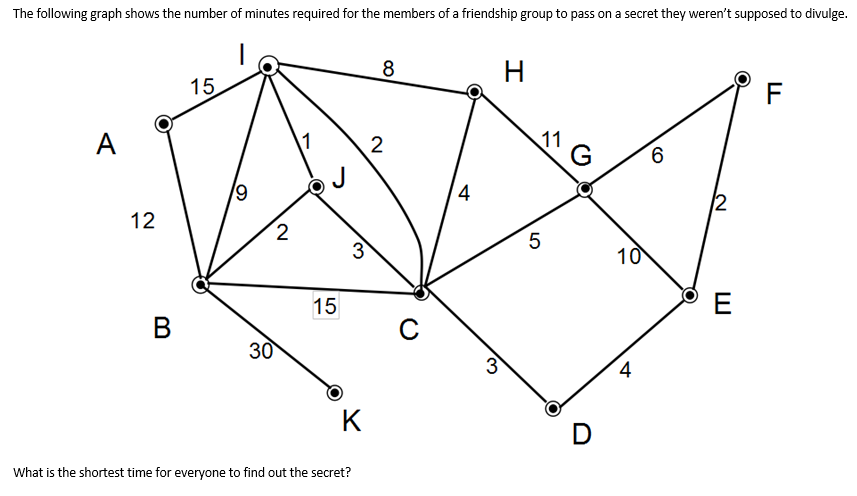 The following graph shows the number of minutes required for the members of a friendship group to pass on a secret they weren’t supposed to divulge.
I
8
H
15
F
A
1
2
11
G
6
J
9
4
2
12
2
3
5
10
15
E
B
C
30
3
4
K
D
What is the shortest time for everyone to find out the secret?